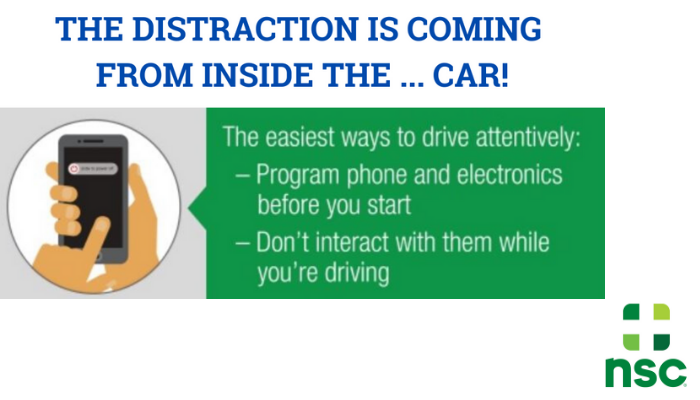 THE DISTRACTION IS COMING
FROM INSIDE THE ... CAR!
The easiest ways to drive attentively:
– Program phone and electronics
before you start
– Don't interact with them while
you're driving
nsc